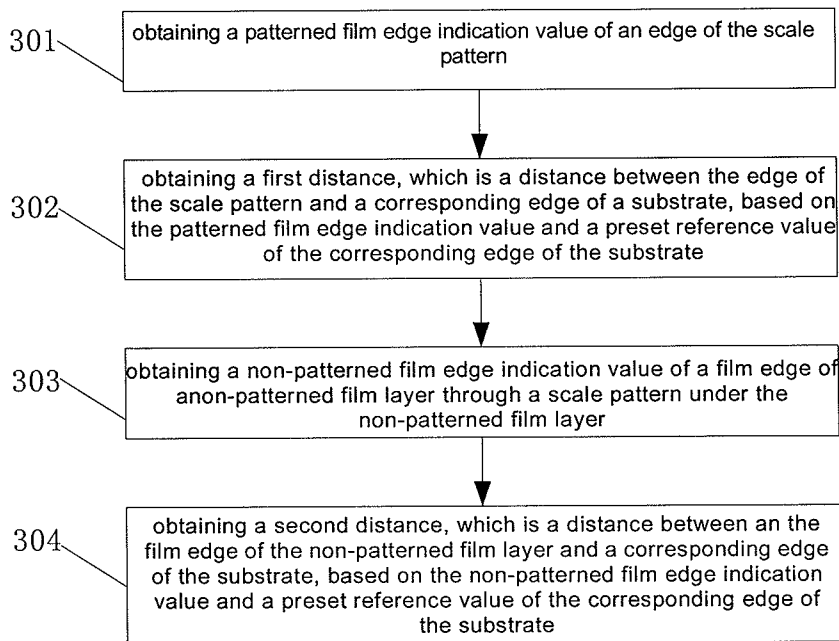 301
obtaining a patterned film edge indication value of an edge of the scale
pattern
302
obtaining a first distance, which is a distance between the edge of
the scale pattern and a corresponding edge of a substrate, based on
the patterned film edge indication value and a preset reference value
of the corresponding edge of the substrate
303
obtaining a non-patterned film edge indication value of a film edge of
anon-patterned film layer through a scale pattern under the
non-patterned film layer
304
obtaining a second distance, which is a distance between an the
film edge of the non-patterned film layer and a corresponding edge
of the substrate, based on the non-patterned film edge indication
value and a preset reference value of the corresponding edge of
the substrate